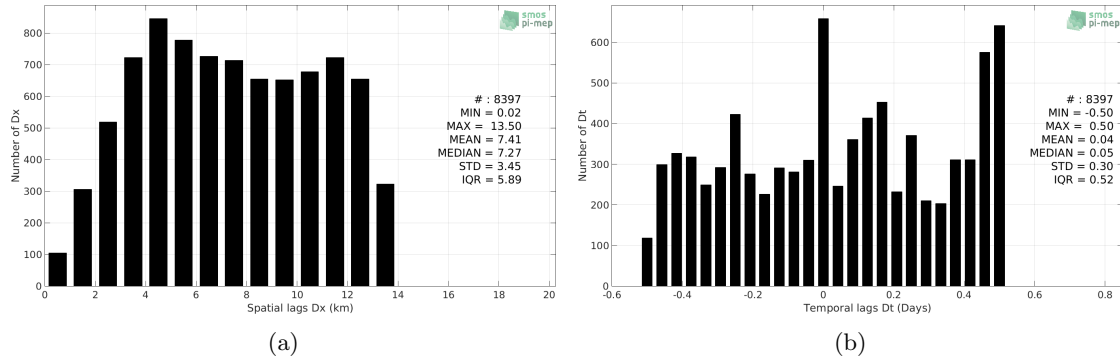 smos
pi-mep
800
700
600
500
400
300
200
100
0
Number of Dx
# : 8397
MIN = 0.02
MAX = 13.50
MEAN = 7.41
MEDIAN = 7.27
STD = 3.45
IQR = 5.89
0 2 4 6 8 10 12 14 16 18 20
Spatial lags Dx (km)
(a)
smos
pi-mep
600
500
400
300
200
100
0
Number of Dt
# : 8397
MIN = -0.50
MAX = 0.50
MEAN = 0.04
MEDIAN = 0.05
STD = 0.30
IQR = 0.52
-0.6 -0.4 -0.2 0 0.2 0.4 0.6 0.8
Temporal lags Dt (Days)
(b)